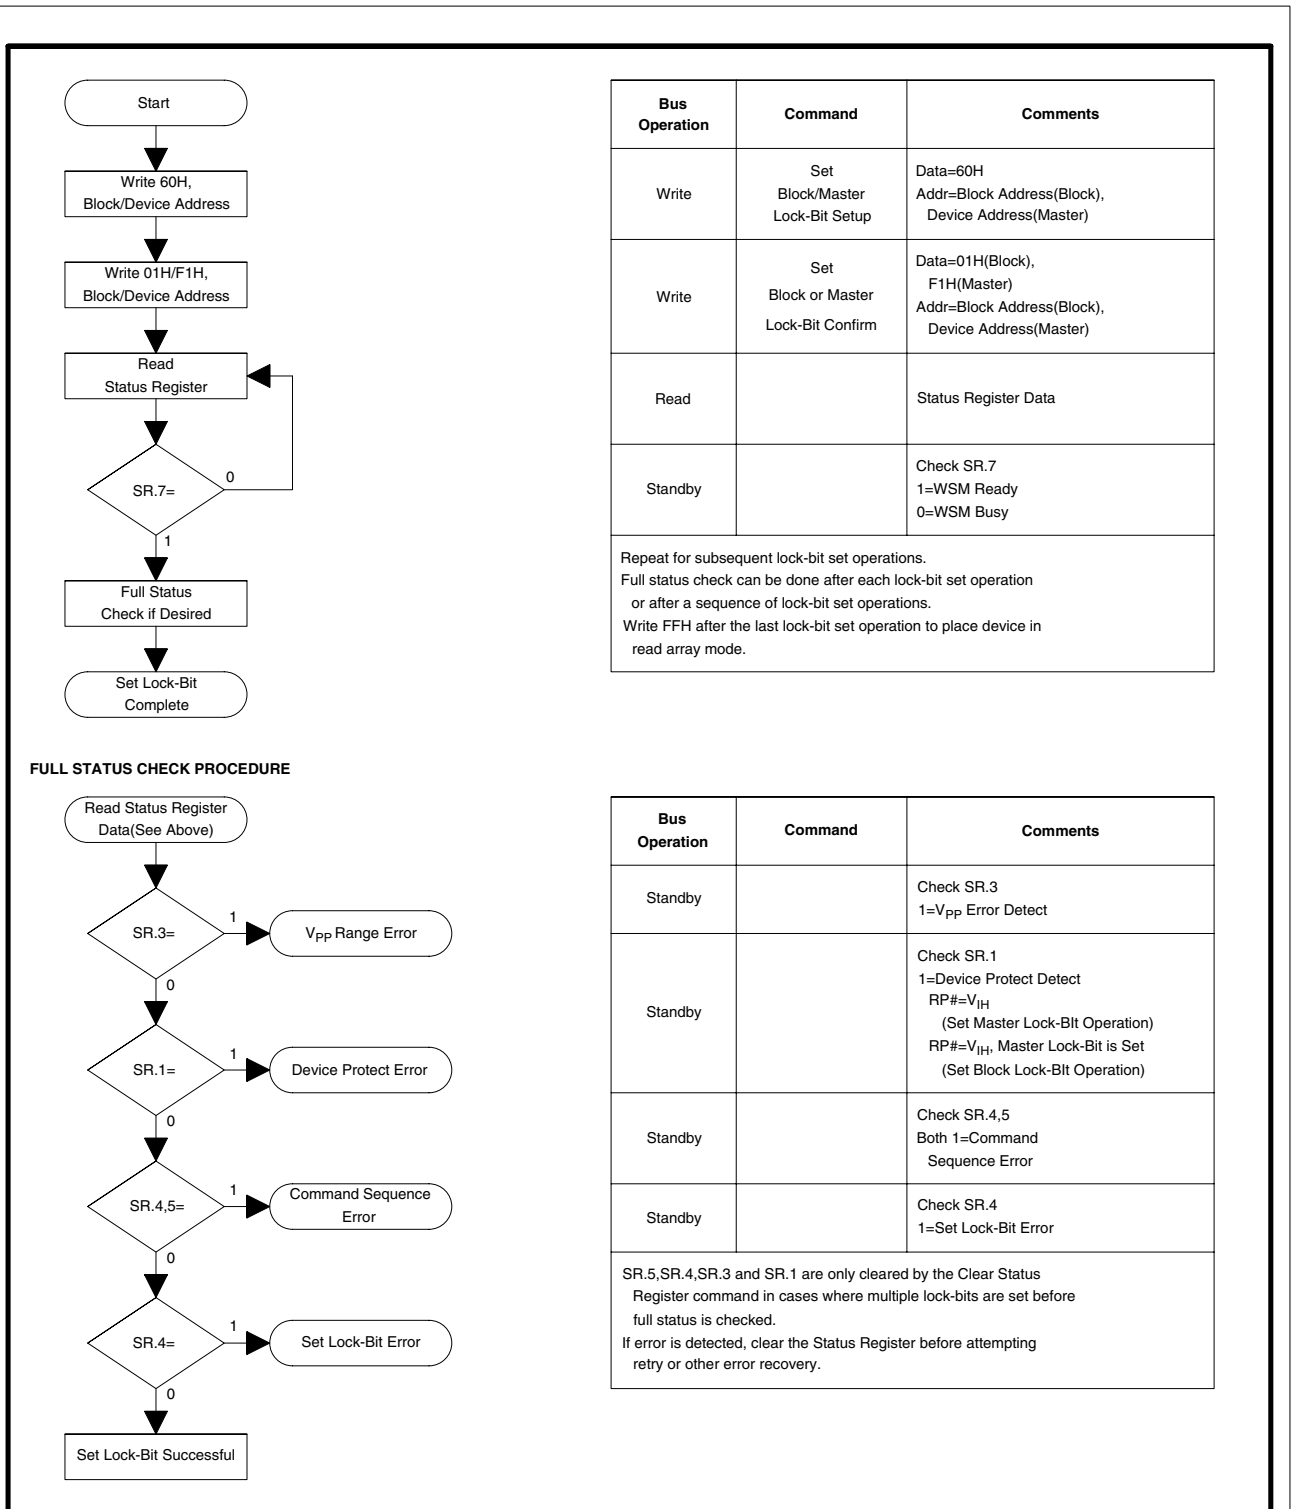 Start
Write 60H,
Block/Device Address
Write 01H/F1H,
Block/Device Address
Read
Status Register
SR.7=
0
1
Full Status
Check if Desired
Set Lock-Bit
Complete
Bus
Operation
Command
Comments
Write
Set
Block/Master
Lock-Bit Setup
Data=60H
Addr=Block Address(Block),
Device Address(Master)
Write
Set
Block or Master
Lock-Bit Confirm
Data=01H(Block),
F1H(Master)
Addr=Block Address(Block),
Device Address(Master)
Read
Status Register Data
Standby
Check SR.7
1=WSM Ready
0=WSM Busy
Repeat for subsequent lock-bit set operations.
Full status check can be done after each lock-bit set operation
or after a sequence of lock-bit set operations.
Write FFH after the last lock-bit set operation to place device in
read array mode.
FULL STATUS CHECK PROCEDURE
Read Status Register
Data(See Above)
SR.3=
1
VPP Range Error
0
SR.1=
1
Device Protect Error
0
SR.4,5=
1
Command Sequence
Error
0
SR.4=
1
Set Lock-Bit Error
0
Set Lock-Bit Successful
Bus
Operation
Command
Comments
Standby
Check SR.3
1=VPP Error Detect
Standby
Check SR.1
1=Device Protect Detect
RP#=VIH
(Set Master Lock-BIt Operation)
RP#=VIH, Master Lock-Bit is Set
(Set Block Lock-BIt Operation)
Standby
Check SR.4,5
Both 1=Command
Sequence Error
Standby
Check SR.4
1=Set Lock-Bit Error
SR.5,SR.4,SR.3 and SR.1 are only cleared by the Clear Status
Register command in cases where multiple lock-bits are set before
full status is checked.
If error is detected, clear the Status Register before attempting
retry or other error recovery.